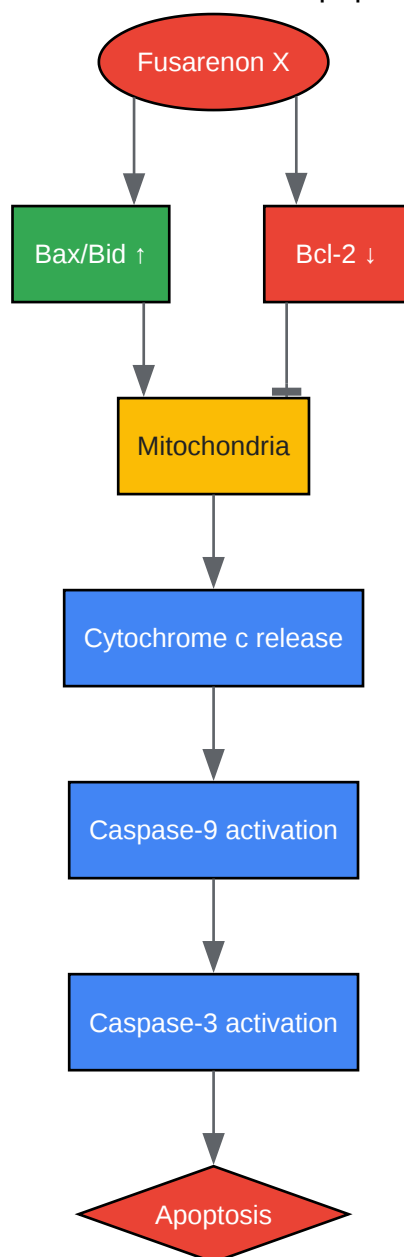 Fusarenon X
Bax/Bid ↑
Bcl-2 ↓
Mitochondria
Cytochrome c release
Caspase-9 activation
Caspase-3 activation
Apoptosis